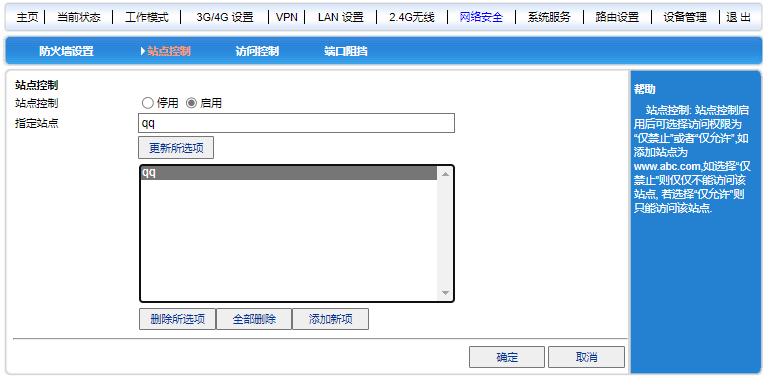 主页 当前状态 工作模式 3G/4G 设置 VPN LAN 设置 2.4G无线 网络安全 系统服务 路由设置 设备管理 退 出
防火墙设置 站点控制 访问控制 端口阻挡
站点控制
站点控制 停用 启用
指定站点 qq
更新所选项
qq
删除所选项 全部删除 添加新项
确定 取消
帮助
站点控制: 站点控制启
用后可选择访问权限为
“仅禁止”或者“仅允许”,如
添加站点为
www.abc.com,如选择“仅
禁止”则仅仅不能访问该
站点, 若选择“仅允许”则
只能访问该站点.